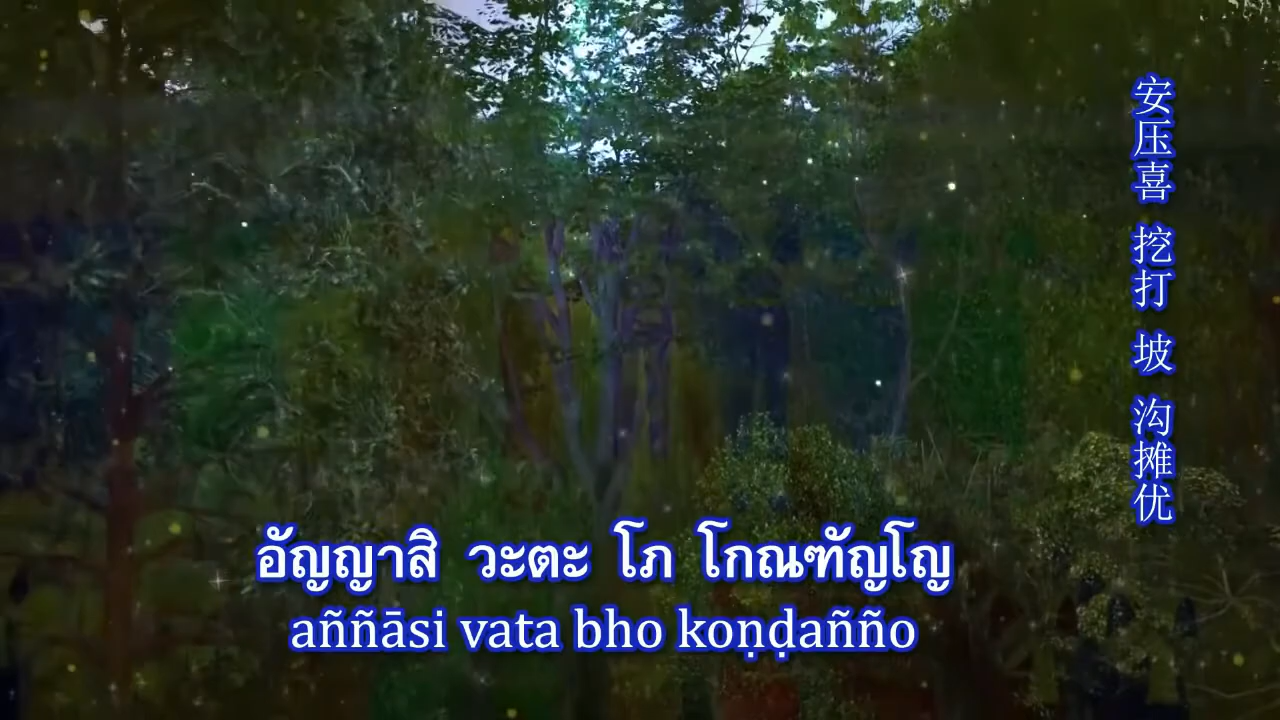 安压喜 挖打 坡 沟摊优
อัญญาสิ วะตะ โภ โกณฑัญโญ
aññāsi vata bho koṇḍañño